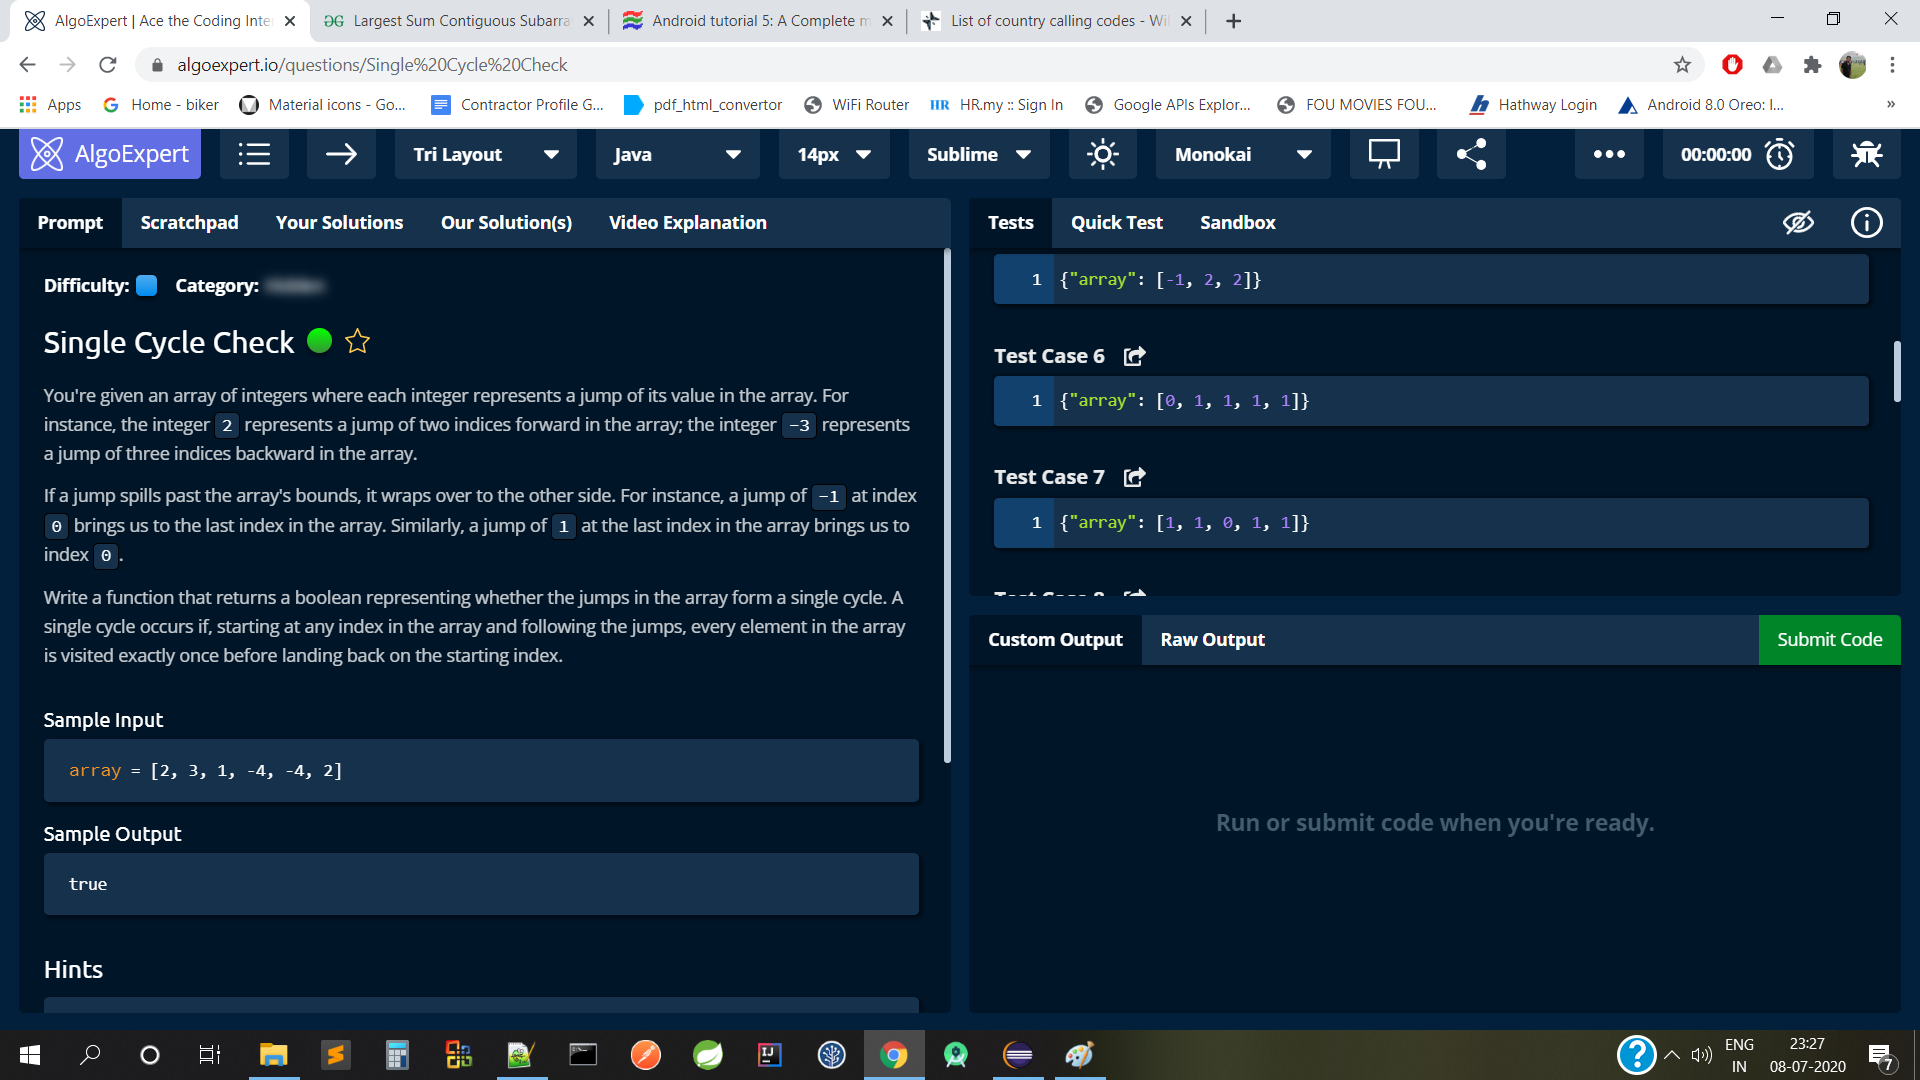 AlgoExpert | Ace the Coding Inte
Largest Sum Contiguous Subarra
Android tutorial 5: A Complete m
List of country calling codes - Wi
algoexpert.io/questions/Single%20Cycle%20Check
Apps
Home - biker
Material icons - Go...
Contractor Profile G...
pdf_html_convertor
WiFi Router
HR HR.my :: Sign In
Google APIs Explor...
FOU MOVIES FOU...
Hathway Login
Android 8.0 Oreo: I...
»
AlgoExpert
Tri Layout
Java
14px
Sublime
Monokai
00:00:00
Prompt
Scratchpad
Your Solutions
Our Solution(s)
Video Explanation
Difficulty:
Category:
Single Cycle Check
You're given an array of integers where each integer represents a jump of its value in the array. For
instance, the integer 2 represents a jump of two indices forward in the array; the integer -3 represents
a jump of three indices backward in the array.
If a jump spills past the array's bounds, it wraps over to the other side. For instance, a jump of -1 at index
0 brings us to the last index in the array. Similarly, a jump of 1 at the last index in the array brings us to
index 0 .
Write a function that returns a boolean representing whether the jumps in the array form a single cycle. A
single cycle occurs if, starting at any index in the array and following the jumps, every element in the array
is visited exactly once before landing back on the starting index.
Sample Input
array = [2, 3, 1, -4, -4, 2]
Sample Output
true
Hints
Tests
Quick Test
Sandbox
1 {"array": [-1, 2, 2]}
Test Case 6
1 {"array": [0, 1, 1, 1, 1]}
Test Case 7
1 {"array": [1, 1, 0, 1, 1]}
Test Case 8
Custom Output
Raw Output
Submit Code
Run or submit code when you're ready.
ENG
IN
23:27
08-07-2020
7